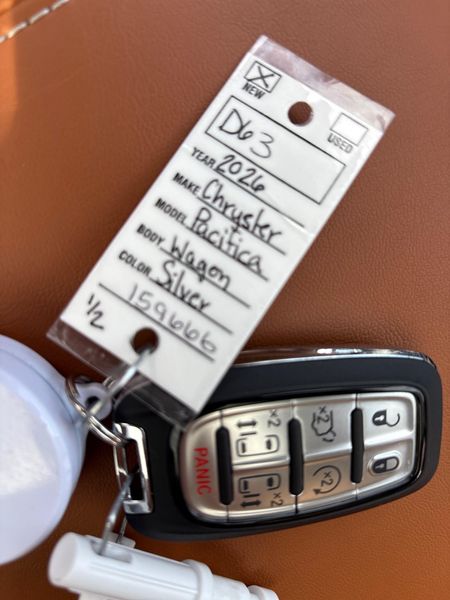 NEW
USED
D63
YEAR 2026
MAKE Chrysler
MODEL Pacifica
BODY Wagon
COLOR Silver
159666
1/2
x2
x2
x2
x2
PANIC